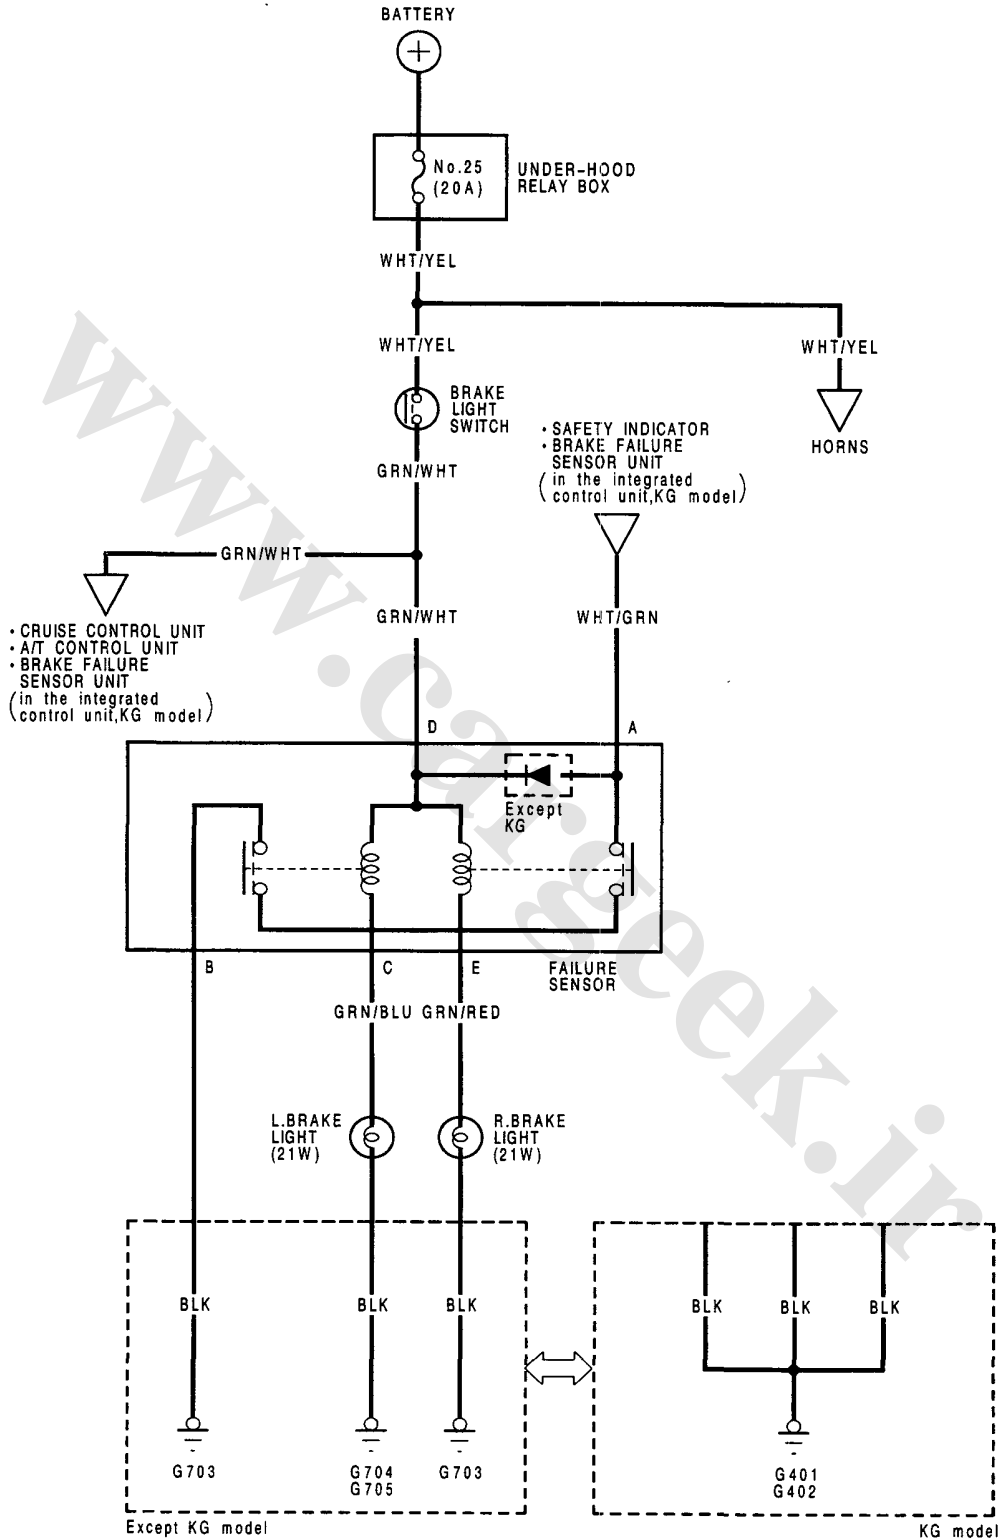 BATTERY
+
No.25
(20A)
UNDER-HOOD
RELAY BOX
WHT/YEL
WHT/YEL
WHT/YEL
BRAKE
LIGHT
SWITCH
HORNS
GRN/WHT
• SAFETY INDICATOR
• BRAKE FAILURE
SENSOR UNIT
(in the integrated
control unit,KG model)
GRN/WHT
GRN/WHT
WHT/GRN
• CRUISE CONTROL UNIT
• A/T CONTROL UNIT
• BRAKE FAILURE
SENSOR UNIT
(in the integrated
control unit,KG model)
D
A
Except
KG
B
C
E
FAILURE
SENSOR
GRN/BLU
GRN/RED
L.BRAKE
LIGHT
(21W)
R.BRAKE
LIGHT
(21W)
BLK
BLK
BLK
BLK
BLK
BLK
G703
G704
G705
G703
G401
G402
Except KG model
KG model
www.cargeek.ir